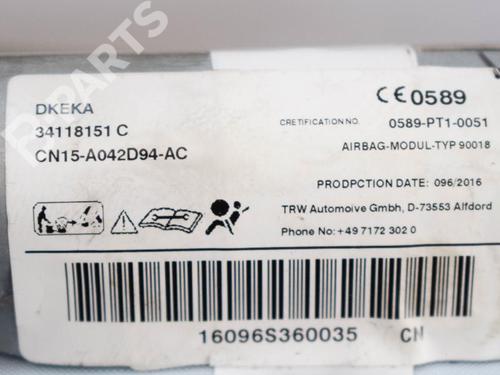 B-PARTS
DKEKA
34118151 C
CN15-A042D94-AC
CE0589
CRETIFICATION NO. 0589-PT1-0051
AIRBAG-MODUL-TYP 90018
PRODPCTION DATE: 096/2016
TRW Automoive Gmbh, D-73553 Alfdord
Phone No: +49 7172 302 0
16096S360035 CN